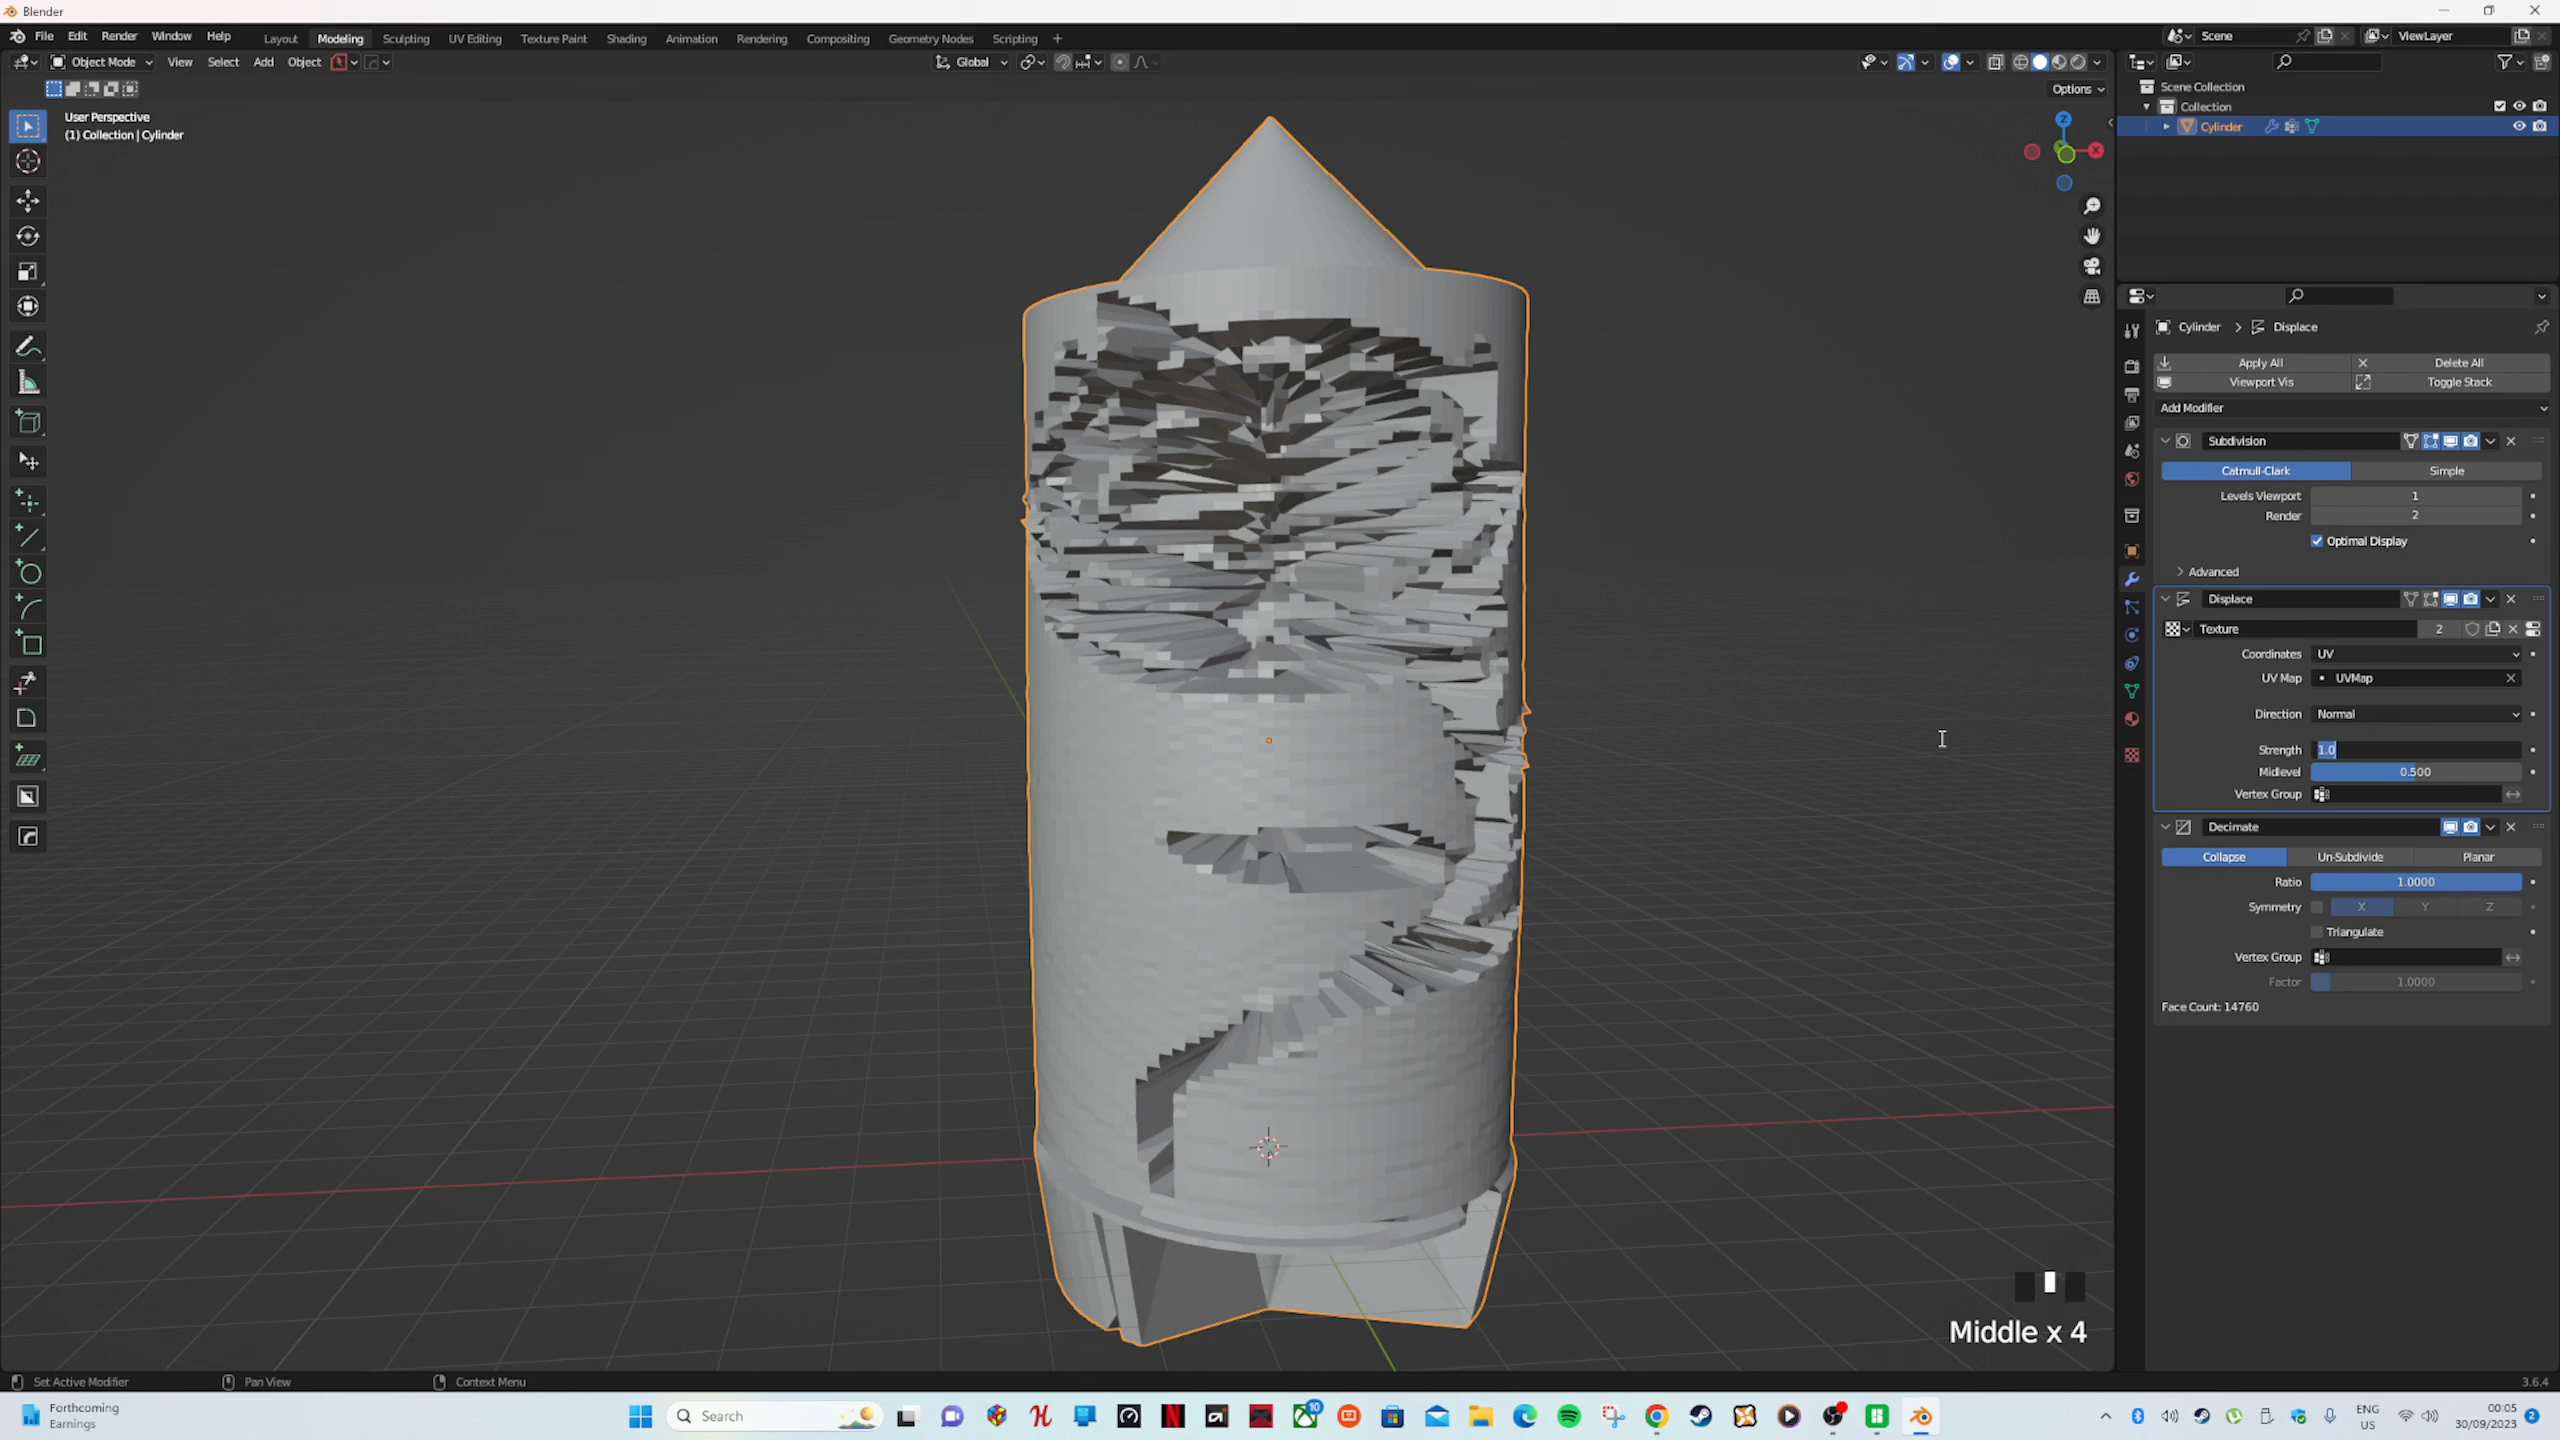 Blender
File Edit Render Window Help Layout Modeling Sculpting UV Editing Texture Paint Shading Animation Rendering Compositing Geometry Nodes Scripting +
Scene ViewLayer
Object Mode View Select Add Object Global
Options
User Perspective
(1) Collection | Cylinder
Z
X
Scene Collection
Collection
Cylinder
Cylinder > Displace
Apply All Delete All
Viewport Vis Toggle Stack
Add Modifier
Subdivision
Catmull-Clark Simple
Levels Viewport 1
Render 2
Optimal Display
Advanced
Displace
Texture 2
Coordinates UV
UV Map UVMap
Direction Normal
Strength 1.0
Midlevel 0.500
Vertex Group
Decimate
Collapse Un-Subdivide Planar
Ratio 1.0000
Symmetry X Y Z
Triangulate
Vertex Group
Factor 1.0000
Face Count: 14760
Middle x 4
Set Active Modifier Pan View Context Menu 3.6.4
Forthcoming
Earnings
Search
10
ENG
US
00:05
30/09/2023
2